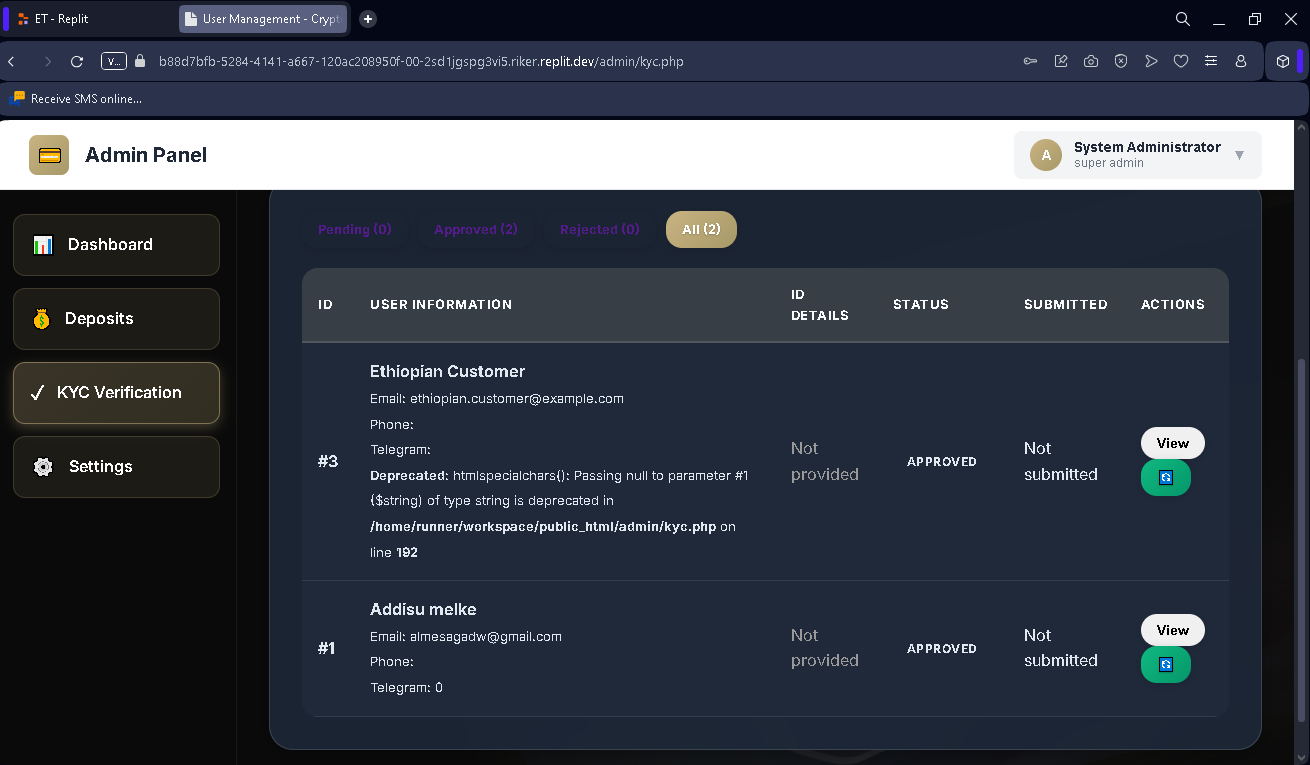 ET - Replit
User Management - Crypt
V...
b88d7bfb-5284-4141-a667-120ac208950f-00-2sd1jgspg3vi5.riker.replit.dev/admin/kyc.php
Receive SMS online...
Admin Panel
A
System Administrator
super admin
Dashboard
Deposits
KYC Verification
Settings
Pending (0)
Approved (2)
Rejected (0)
All (2)
ID
USER INFORMATION
ID
DETAILS
STATUS
SUBMITTED
ACTIONS
#3
Ethiopian Customer
Email: ethiopian.customer@example.com
Phone:
Telegram:
Deprecated: htmlspecialchars(): Passing null to parameter #1
($string) of type string is deprecated in
/home/runner/workspace/public_html/admin/kyc.php on
line 192
Not
provided
APPROVED
Not
submitted
View
#1
Addisu melke
Email: almesagadw@gmail.com
Phone:
Telegram: 0
Not
provided
APPROVED
Not
submitted
View